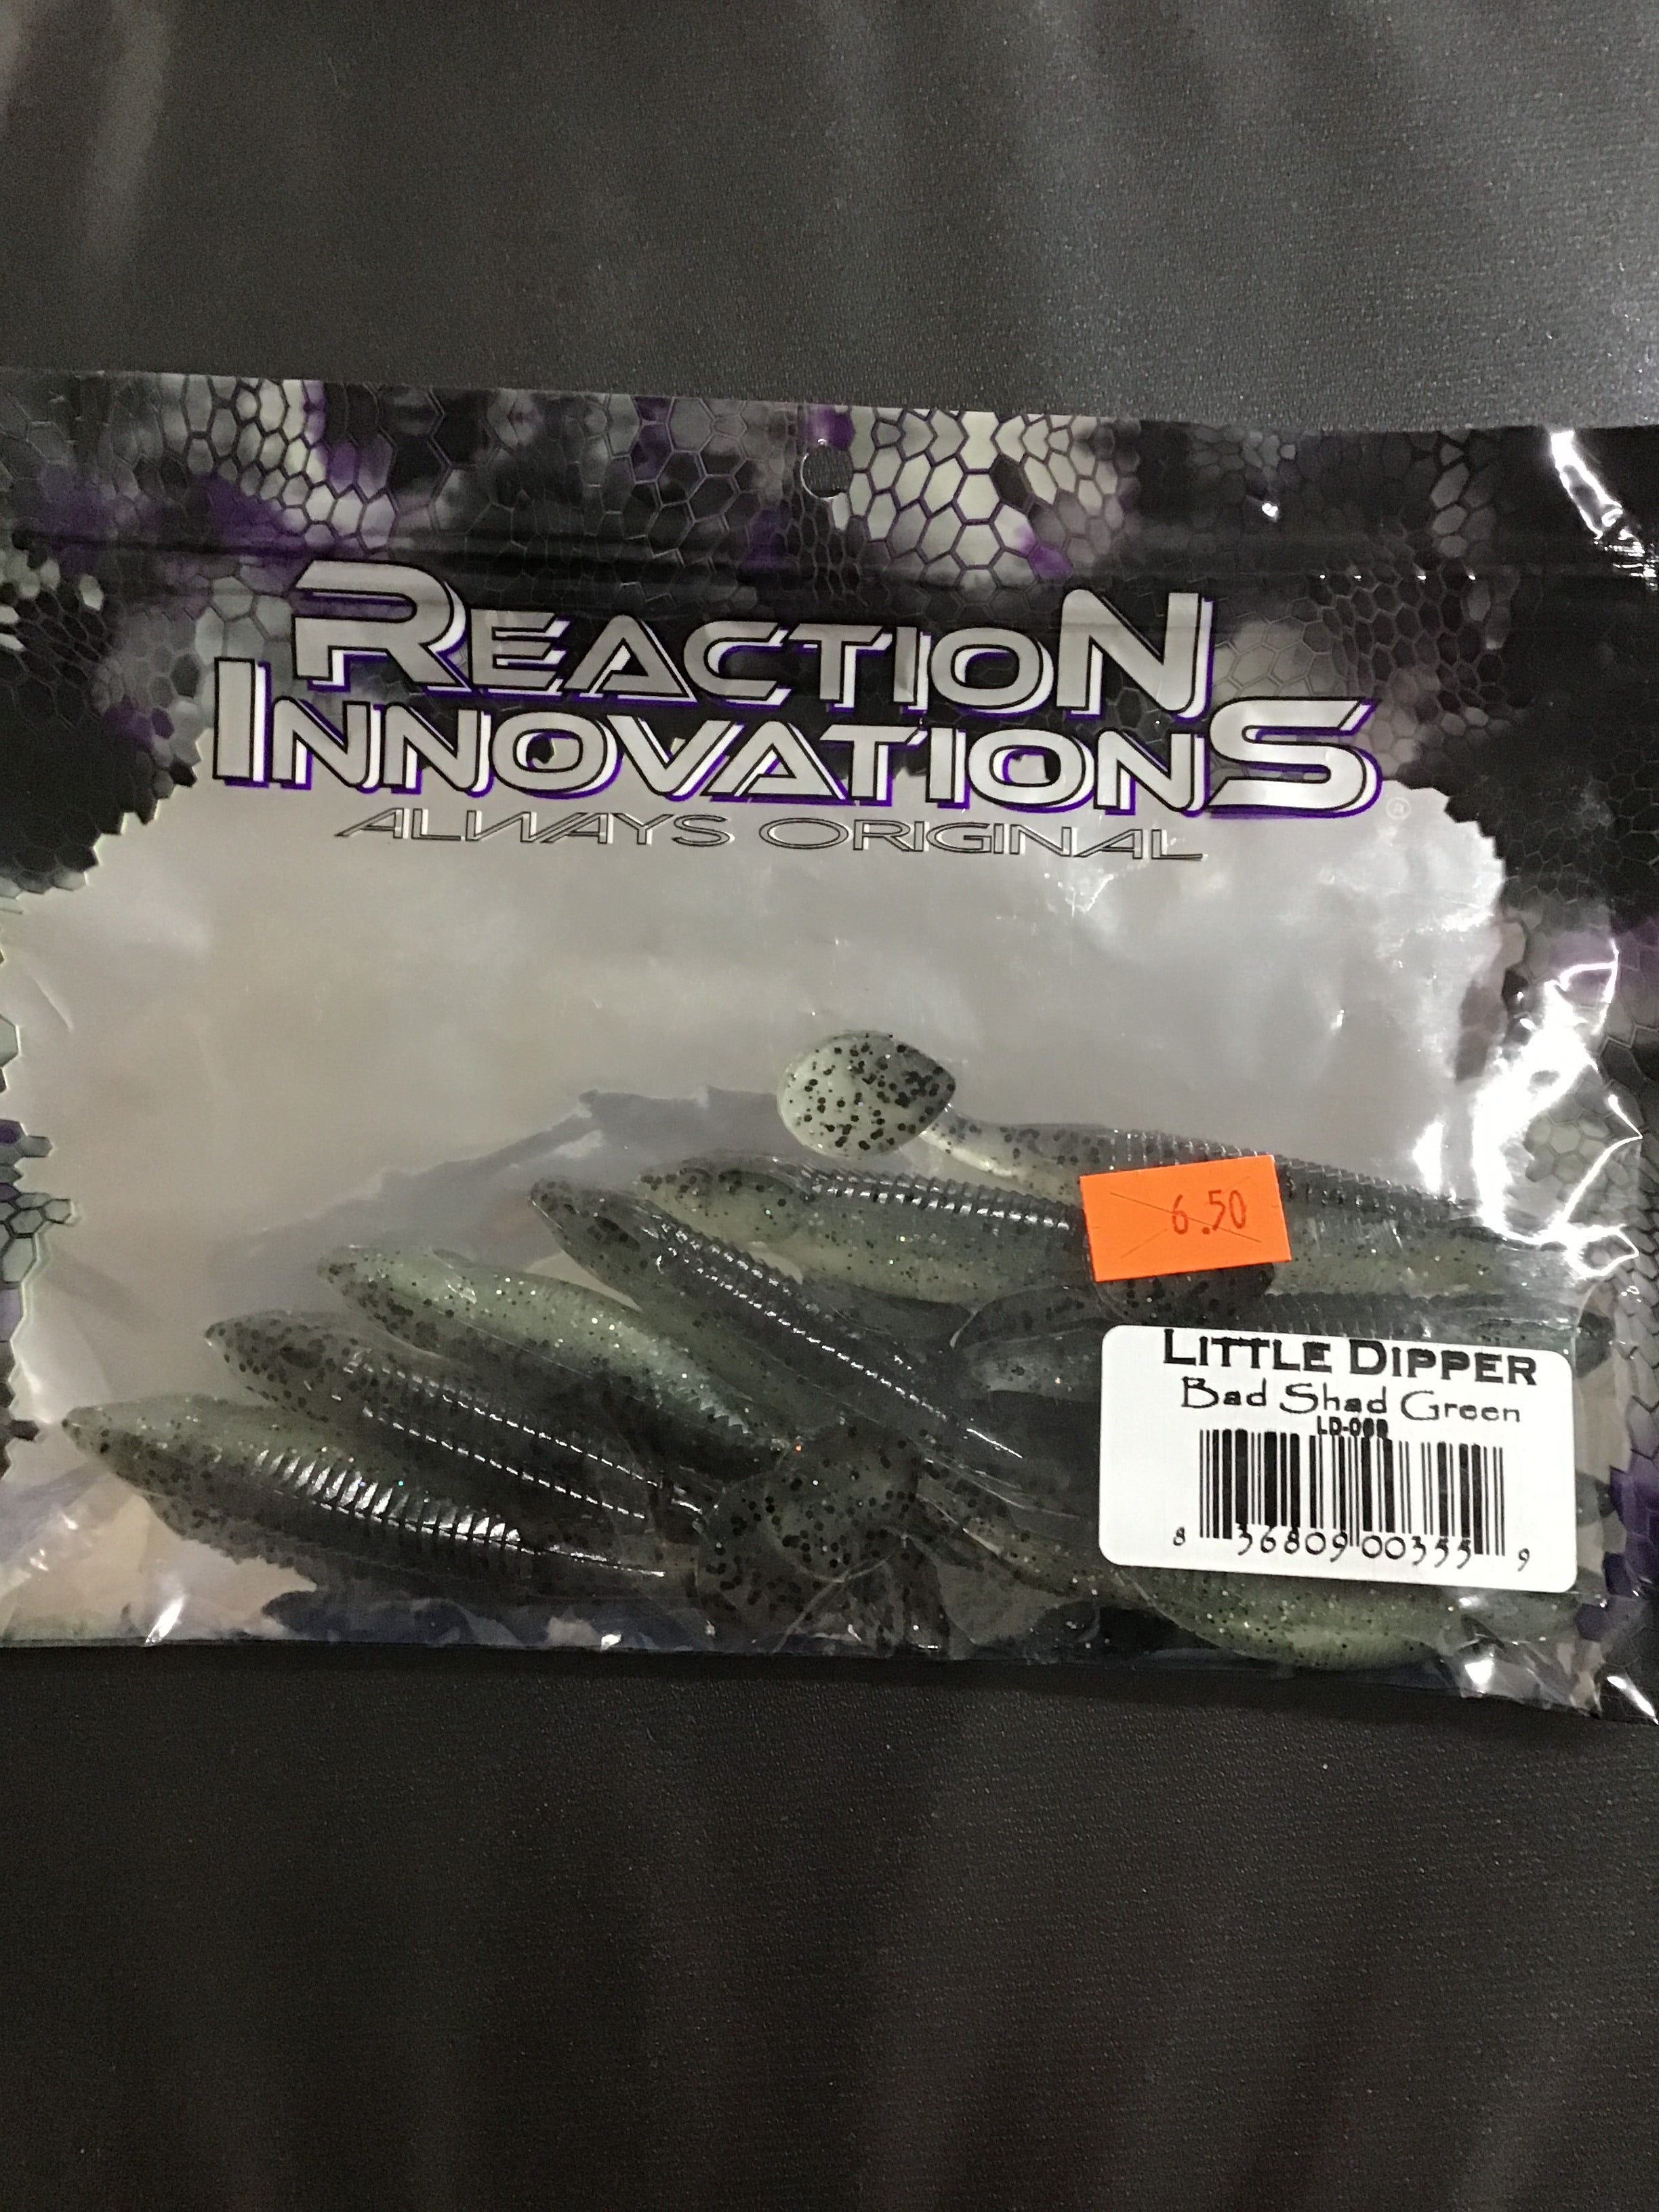 REACTION
INNOVATIONS
®
ALWAYS ORIGINAL
6.50
LITTLE DIPPER
Bad Shad Green
8 36809 00355 9